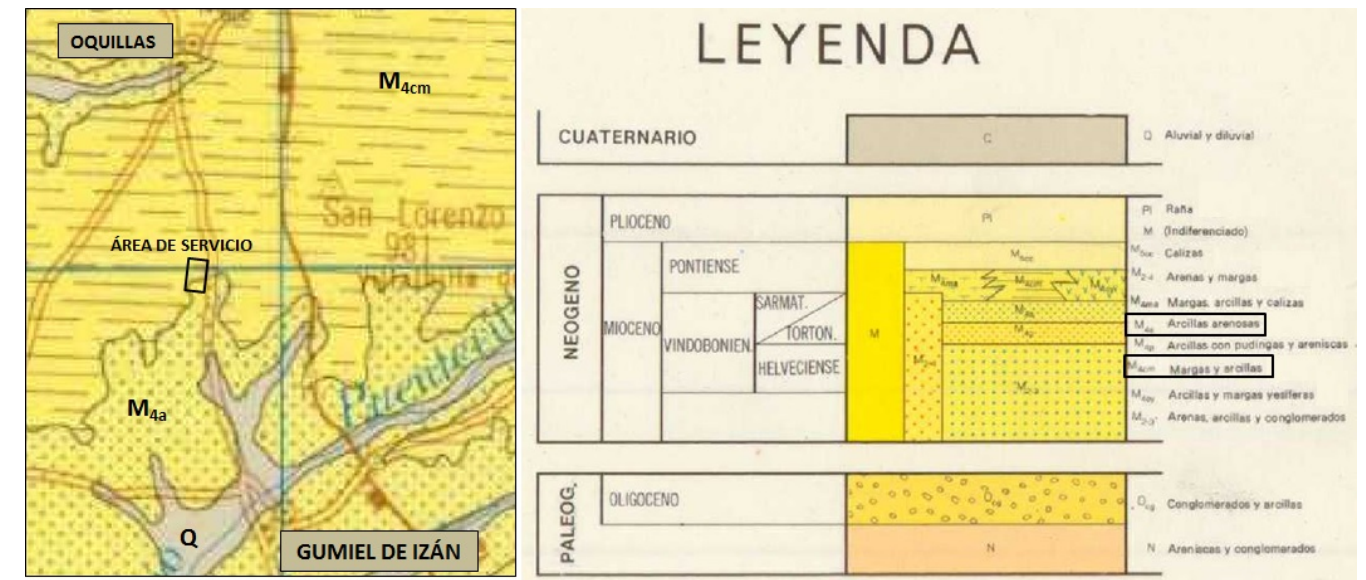 OQUILLAS
M4cm
San Lorenzo
981
ÁREA DE SERVICIO
M4a
Q
GUMIEL DE IZÁN
LEYENDA
CUATERNARIO
Q Aluvial y diluvial
NEOGENO
PLIOCENO
Pl
Pl Raña
M (Indiferenciado)
MIOCENO
PONTIENSE
Calizas
VINDOBONIEN.
SARMAT.
TORTON.
HELVECIENSE
M
Arenas y margas
Margas, arcillas y calizas
M4a Arcillas arenosas
Arcillas con pudingas y areniscas
M4cm Margas y arcillas
Arcillas y margas yesíferas
Arenas, arcillas y conglomerados
PALEOG.
OLIGOCENO
Ocg
Ocg Conglomerados y arcillas
N
N Areniscas y conglomerados